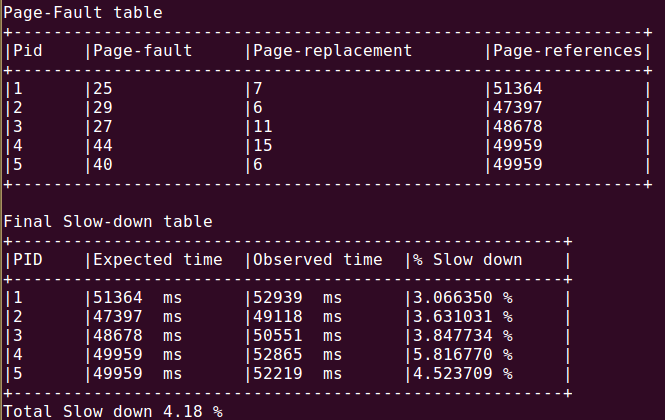 Page-Fault table
+---------------------------------------------------------------+
|Pid    |Page-fault     |Page-replacement       |Page-references|
+---------------------------------------------------------------+
|1      |25             |7                      |51364          |
|2      |29             |6                      |47397          |
|3      |27             |11                     |48678          |
|4      |44             |15                     |49959          |
|5      |40             |6                      |49959          |
+---------------------------------------------------------------+
Final Slow-down table
+-------------------------------------------------------+
|PID    |Expected time  |Observed time  |% Slow down    |
+-------------------------------------------------------+
|1      |51364  ms      |52939  ms      |3.066350 %     |
|2      |47397  ms      |49118  ms      |3.631031 %     |
|3      |48678  ms      |50551  ms      |3.847734 %     |
|4      |49959  ms      |52865  ms      |5.816770 %     |
|5      |49959  ms      |52219  ms      |4.523709 %     |
+-------------------------------------------------------+
Total Slow down 4.18 %